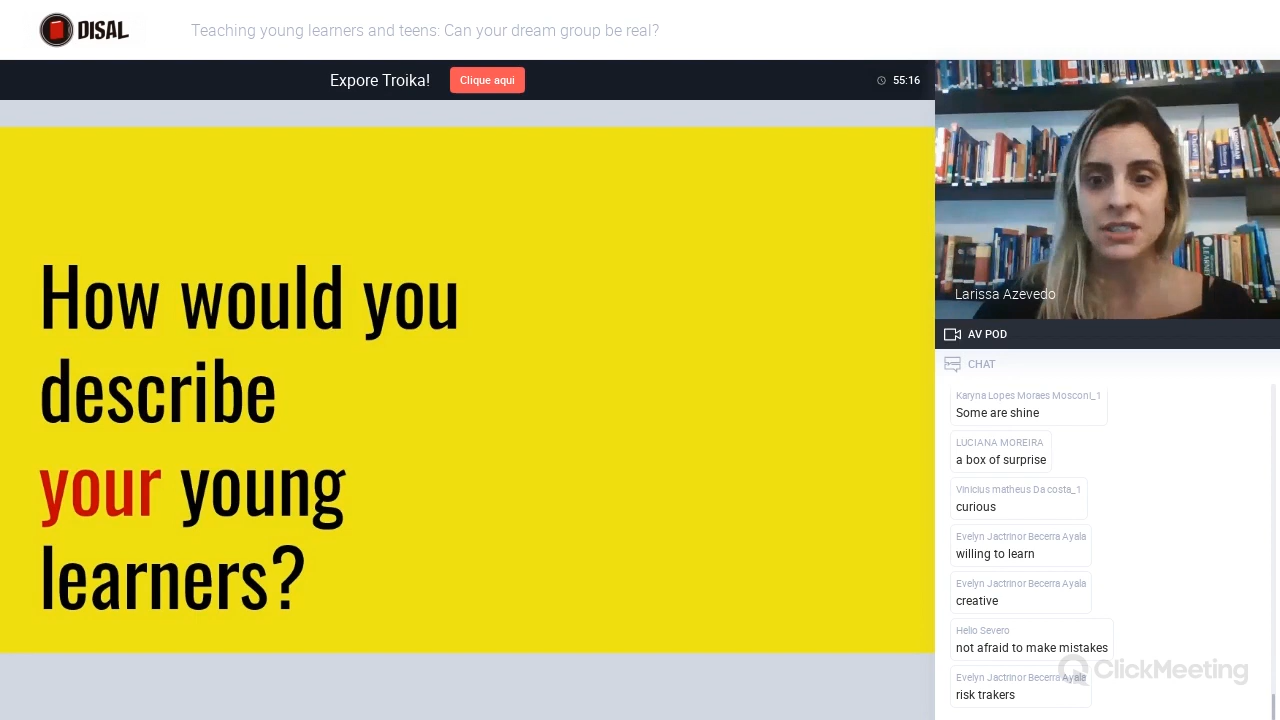 DISAL
Teaching young learners and teens: Can your dream group be real?
Expore Troika!
Clique aqui
55:16
How would you
describe
your young
learners?
Larissa Azevedo
AV POD
CHAT
Karyna Lopes Moraes Mosconi_1
Some are shine
LUCIANA MOREIRA
a box of surprise
Vinicius matheus Da costa_1
curious
Evelyn Jactrinor Becerra Ayala
willing to learn
Evelyn Jactrinor Becerra Ayala
creative
Helio Severo
not afraid to make mistakes
Evelyn Jactrinor Becerra Ayala
risk trakers
ClickMeeting